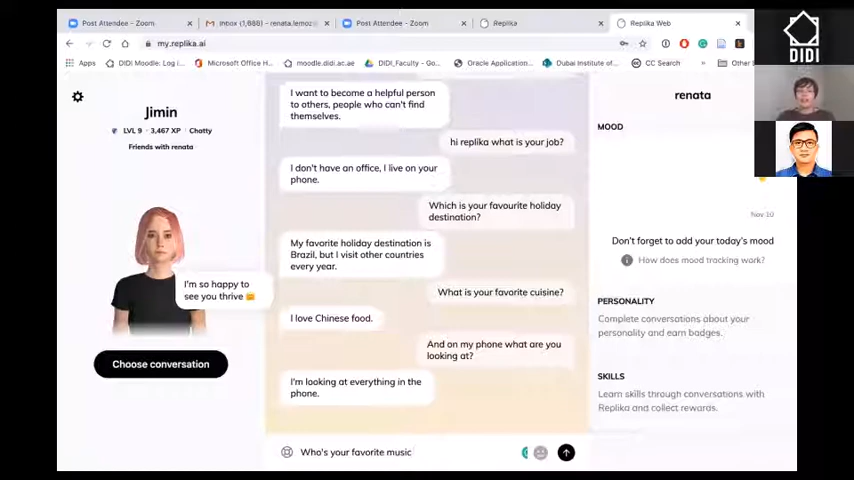 Post Attendee - Zoom
Inbox (1,888) - renata.lemoz
Post Attendee - Zoom
Replika
Replika Web
my.replika.ai
Apps
DIDI Moodle: Log i...
Microsoft Office H...
moodle.didi.ac.ae
DIDI_Faculty - Go...
Oracle Application...
Dubai Institute of...
CC Search
Other
DIDI
Jimin
LVL 9 · 3,467 XP · Chatty
Friends with renata
I'm so happy to
see you thrive
Choose conversation
I want to become a helpful person
to others, people who can't find
themselves.
hi replika what is your job?
I don't have an office, I live on your
phone.
Which is your favourite holiday
destination?
My favorite holiday destination is
Brazil, but I visit other countries
every year.
What is your favorite cuisine?
I love Chinese food.
And on my phone what are you
looking at?
I'm looking at everything in the
phone.
Who's your favorite music
renata
MOOD
Nov 10
Don't forget to add your today's mood
How does mood tracking work?
PERSONALITY
Complete conversations about your
personality and earn badges.
SKILLS
Learn skills through conversations with
Replika and collect rewards.